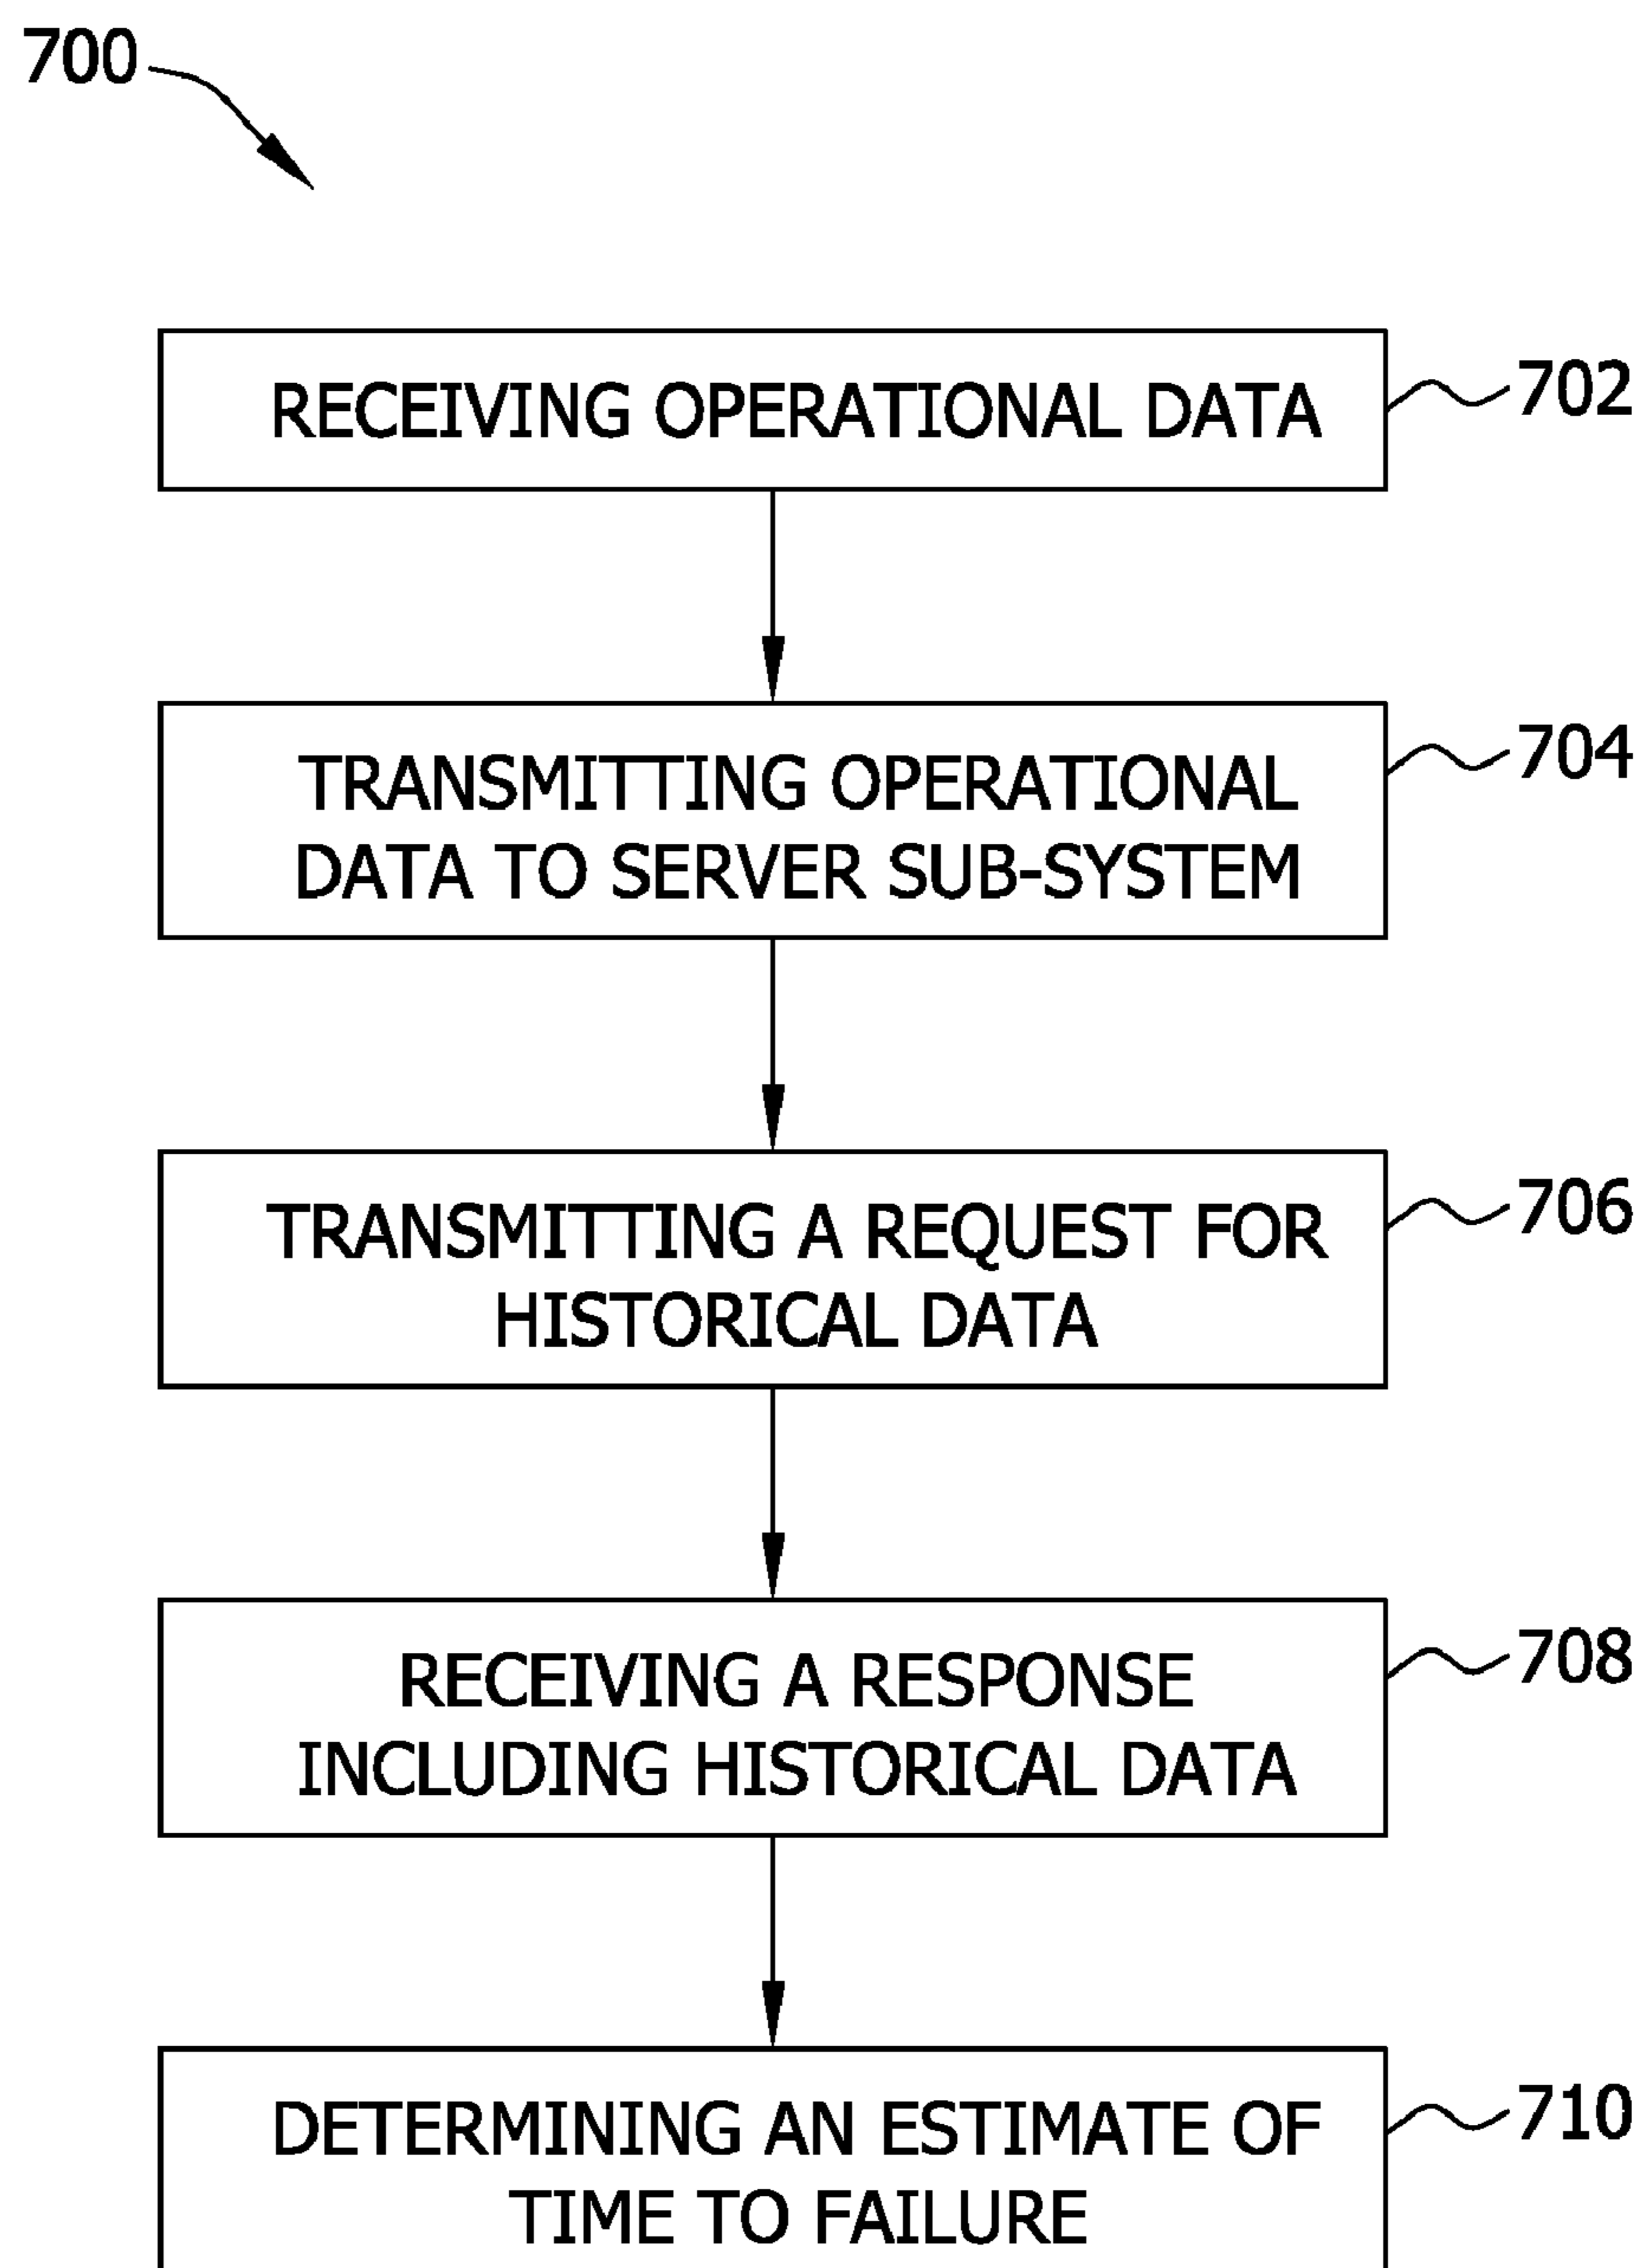 700
RECEIVING OPERATIONAL DATA
702
TRANSMITTING OPERATIONAL
DATA TO SERVER SUB-SYSTEM
704
TRANSMITTING A REQUEST FOR
HISTORICAL DATA
706
RECEIVING A RESPONSE
INCLUDING HISTORICAL DATA
708
DETERMINING AN ESTIMATE OF
TIME TO FAILURE
710